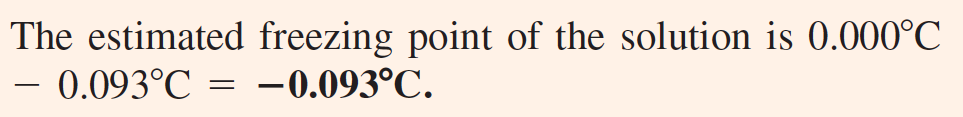 The estimated freezing point of the solution is 0.000°C
− 0.093°C = −0.093°C.